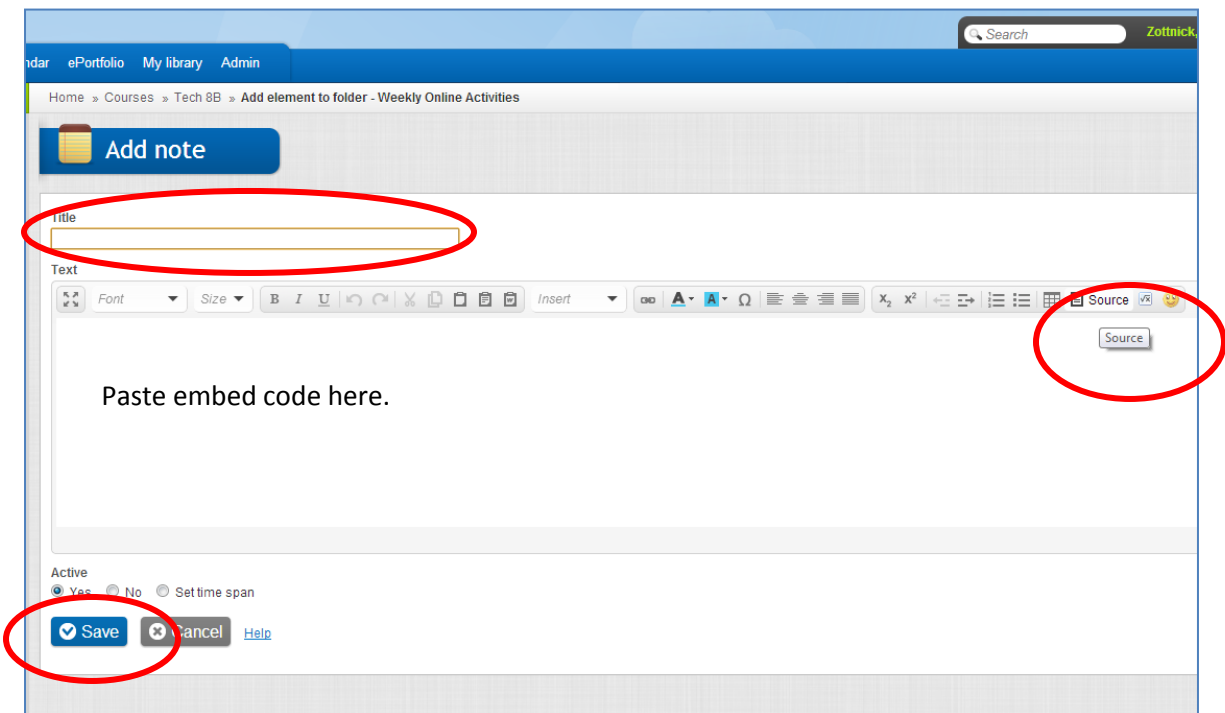 Search Zottnick,
ndar ePortfolio My library Admin
Home » Courses » Tech 8B » Add element to folder - Weekly Online Activities
Add note
Title
Text
Font Size B I U Insert A A Ω x₂ x² Source
Source
Paste embed code here.
Active
Yes No Set time span
Save Cancel Help